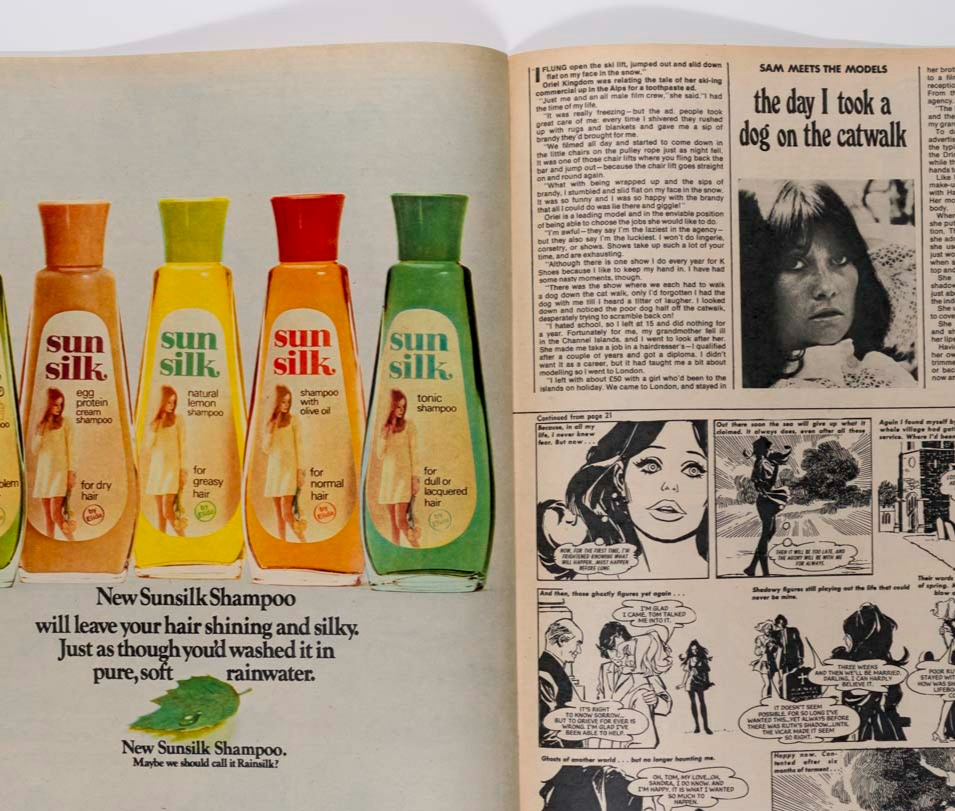 sun
silk
egg
protein
cream
shampoo
for dry
hair
by
Elida
sun
silk
natural
lemon
shampoo
for
greasy
hair
by
Elida
sun
silk
shampoo
with
olive oil
for
normal
hair
by
Elida
sun
silk
tonic
shampoo
for
dull or
lacquered
hair
by
Elida
New Sunsilk Shampoo
will leave your hair shining and silky.
Just as though you'd washed it in
pure, soft rainwater.
New Sunsilk Shampoo.
Maybe we should call it Rainsilk?
I FLUNG open the ski lift, jumped out and slid down
flat on my face in the snow."
Oriel Kingdom was relating the tale of her ski-ing
commercial up in the Alps for a toothpaste ad.
"Just me and an all male film crew," she said. "I had
the time of my life.
"It was really freezing—but the ad. people took
great care of me: every time I shivered they rushed
up with rugs and blankets and gave me a sip of
brandy they'd brought for me.
"We filmed all day and started to come down in
the little chairs on the pulley rope just as night fell.
It was one of those chair lifts where you fling back the
bar and jump out—because the chair lift goes straight
on and round again.
"What with being wrapped up and the sips of
brandy, I stumbled and slid flat on my face in the snow.
It was so funny and I was so happy with the brandy
that all I could do was lie there and giggle!"
Oriel is a leading model and in the enviable position
of being able to choose the jobs she would like to do.
"I'm awful—they say I'm the laziest in the agency—
but they also say I'm the luckiest. I won't do lingerie,
corsetry, or shows. Shows take up such a lot of your
time, and are exhausting.
"Although there is one show I do every year for K
Shoes because I like to keep my hand in. I have had
some nasty moments, though.
"There was the show where we each had to walk
a dog down the cat walk, only I'd forgotten I had the
dog with me till I heard a titter of laughter. I looked
down and noticed the poor dog half off the catwalk,
desperately trying to scramble back on!
"I hated school, so I left at 15 and did nothing for
a year. Fortunately for me, my grandmother fell ill
in the Channel Islands, and I went to look after her.
She made me take a job in a hairdresser's—I qualified
after a couple of years and got a diploma. I didn't
want it as a career, but it had taught me a bit about
modelling so I went to London.
"I left with about £50 with a girl who'd been to the
islands on holiday. We came to London, and stayed in
SAM MEETS THE MODELS
the day I took a
dog on the catwalk
Continued from page 21
Because, in all my
life, I never knew
fear. But now . . .
NOW, FOR THE FIRST TIME, I'M
FRIGHTENED KNOWING WHAT
WILL HAPPEN...MUST HAPPEN
BEFORE LONG.
Out there soon the sea will give up what it
claimed. It always does, even after all these
THEN IT WILL BE TOO LATE, AND
THE AGONY WILL BE WITH ME
FOR ALWAYS.
Again I found myself
whole village had
service. Where I'd
And then, those ghostly figures yet again . . .
I'M GLAD
I CAME, TOM TALKED
ME INTO IT.
IT'S RIGHT
TO KNOW SORROW...
BUT TO GRIEVE FOR EVER IS
WRONG. I'M GLAD I'VE
BEEN ABLE TO HELP.
Shadowy figures still playing out the life that could
never be mine.
THREE WEEKS
AND THEN WE'LL BE MARRIED,
DARLING, I CAN HARDLY
BELIEVE IT.
IT DOESN'T SEEM
POSSIBLE. FOR SO LONG I'VE
WANTED THIS...YET ALWAYS BEFORE
THERE WAS RUTH'S SHADOW...UNTIL
THE VICAR MADE IT SEEM
SO RIGHT.
Their words
of spring.
blow
Ghosts of another world . . . but no longer haunting me.
OH, TOM, MY LOVE...OH,
SANDRA, I DO KNOW. AND
I'M HAPPY. IT IS WHAT I WANTED
SO MUCH TO
HAPPEN.
Happy now. Con-
tented after six
months of torment . . .